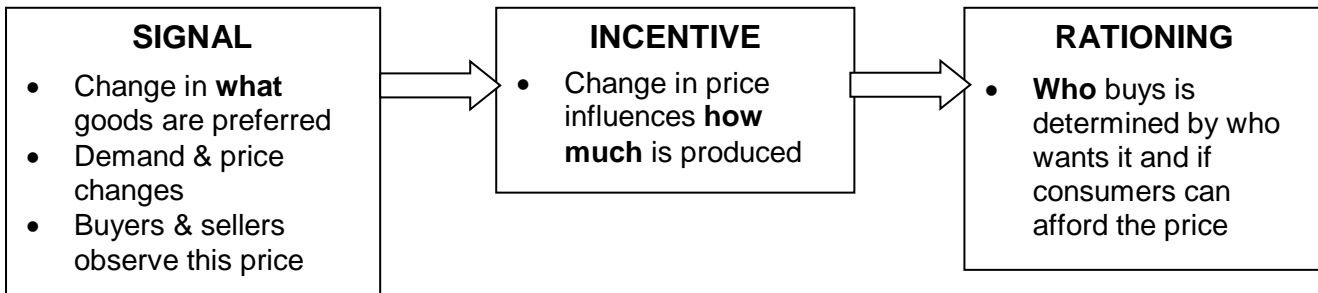 SIGNAL
• Change in what
goods are preferred
• Demand & price
changes
• Buyers & sellers
observe this price
INCENTIVE
• Change in price
influences how
much is produced
RATIONING
• Who buys is
determined by who
wants it and if
consumers can
afford the price